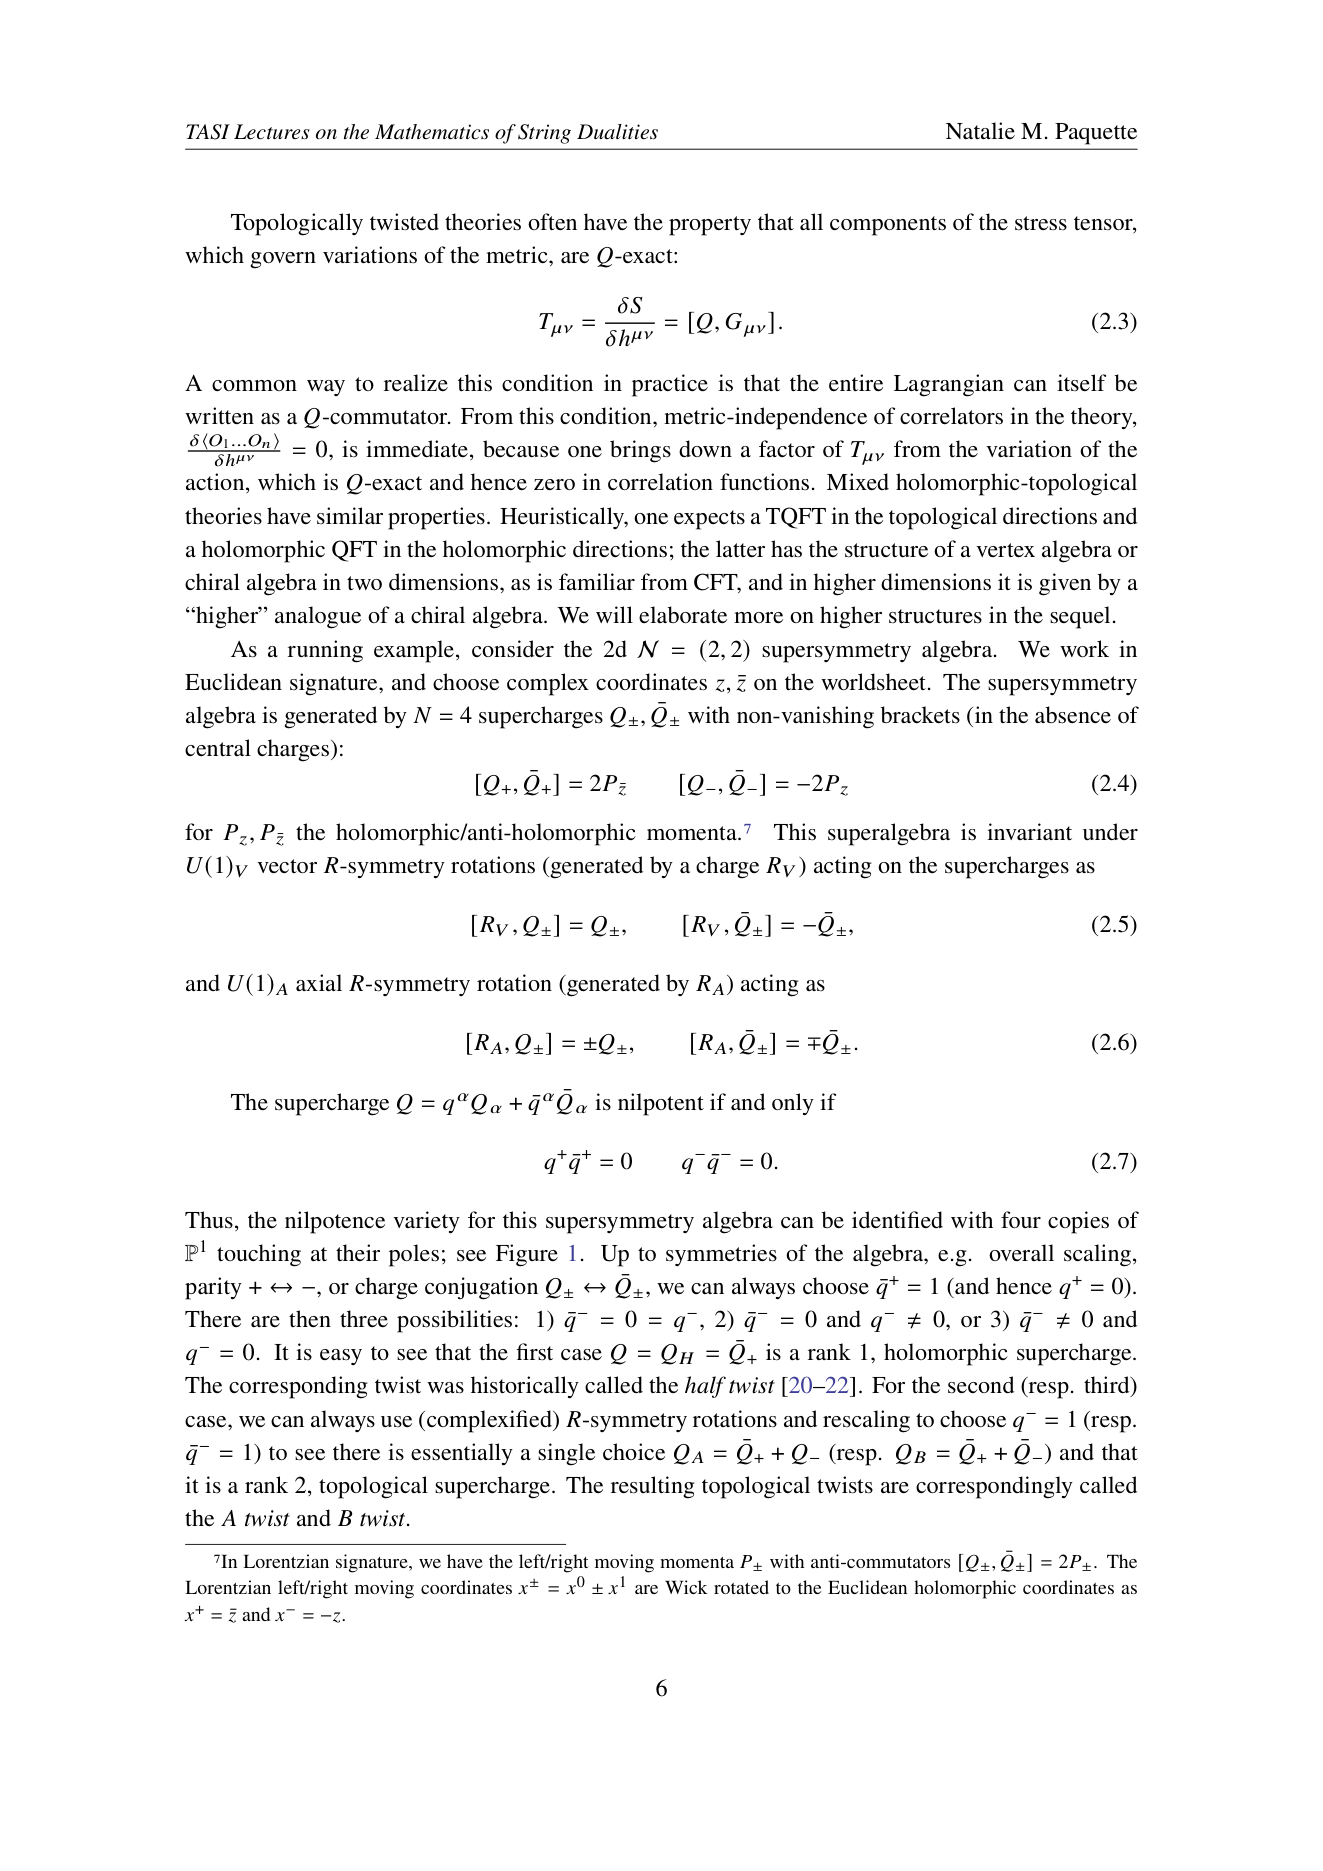 TASI Lectures on the Mathematics of String Dualities Natalie M. Paquette
Topologically twisted theories often have the property that all components of the stress tensor,
which govern variations of the metric, are Q-exact:
T_{μν} = δS/δh^{μν} = [Q, G_{μν}]. (2.3)
A common way to realize this condition in practice is that the entire Lagrangian can itself be
written as a Q-commutator. From this condition, metric-independence of correlators in the theory,
δ⟨O₁...Oₙ⟩/δh^{μν} = 0, is immediate, because one brings down a factor of T_{μν} from the variation of the
action, which is Q-exact and hence zero in correlation functions. Mixed holomorphic-topological
theories have similar properties. Heuristically, one expects a TQFT in the topological directions and
a holomorphic QFT in the holomorphic directions; the latter has the structure of a vertex algebra or
chiral algebra in two dimensions, as is familiar from CFT, and in higher dimensions it is given by a
“higher” analogue of a chiral algebra. We will elaborate more on higher structures in the sequel.
As a running example, consider the 2d 𝒩 = (2, 2) supersymmetry algebra. We work in
Euclidean signature, and choose complex coordinates z, z̄ on the worldsheet. The supersymmetry
algebra is generated by N = 4 supercharges Q±, Q̄± with non-vanishing brackets (in the absence of
central charges):
[Q₊, Q̄₊] = 2P_{z̄} [Q₋, Q̄₋] = −2P_z (2.4)
for P_z, P_{z̄} the holomorphic/anti-holomorphic momenta.⁷ This superalgebra is invariant under
U(1)_V vector R-symmetry rotations (generated by a charge R_V) acting on the supercharges as
[R_V, Q±] = Q±, [R_V, Q̄±] = −Q̄±, (2.5)
and U(1)_A axial R-symmetry rotation (generated by R_A) acting as
[R_A, Q±] = ±Q±, [R_A, Q̄±] = ∓Q̄±. (2.6)
The supercharge Q = q^α Q_α + q̄^α Q̄_α is nilpotent if and only if
q⁺q̄⁺ = 0 q⁻q̄⁻ = 0. (2.7)
Thus, the nilpotence variety for this supersymmetry algebra can be identified with four copies of
ℙ¹ touching at their poles; see Figure 1. Up to symmetries of the algebra, e.g. overall scaling,
parity + ↔ −, or charge conjugation Q± ↔ Q̄±, we can always choose q̄⁺ = 1 (and hence q⁺ = 0).
There are then three possibilities: 1) q̄⁻ = 0 = q⁻, 2) q̄⁻ = 0 and q⁻ ≠ 0, or 3) q̄⁻ ≠ 0 and
q⁻ = 0. It is easy to see that the first case Q = Q_H = Q̄₊ is a rank 1, holomorphic supercharge.
The corresponding twist was historically called the half twist [20–22]. For the second (resp. third)
case, we can always use (complexified) R-symmetry rotations and rescaling to choose q⁻ = 1 (resp.
q̄⁻ = 1) to see there is essentially a single choice Q_A = Q̄₊ + Q₋ (resp. Q_B = Q̄₊ + Q̄₋) and that
it is a rank 2, topological supercharge. The resulting topological twists are correspondingly called
the A twist and B twist.
⁷In Lorentzian signature, we have the left/right moving momenta P± with anti-commutators [Q±, Q̄±] = 2P±. The
Lorentzian left/right moving coordinates x^± = x⁰ ± x¹ are Wick rotated to the Euclidean holomorphic coordinates as
x⁺ = z̄ and x⁻ = −z.
6